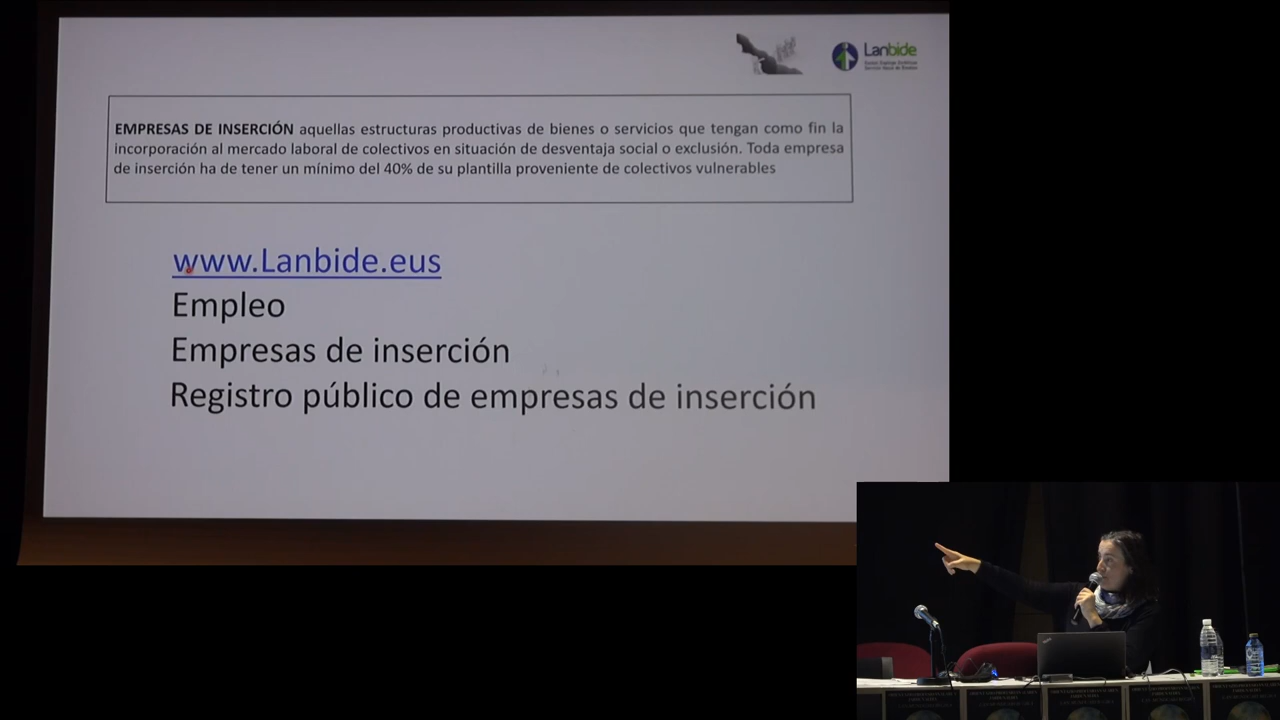 Lanbide
EMPRESAS DE INSERCIÓN aquellas estructuras productivas de bienes o servicios que tengan como fin la
incorporación al mercado laboral de colectivos en situación de desventaja social o exclusión. Toda empresa
de inserción ha de tener un mínimo del 40% de su plantilla proveniente de colectivos vulnerables
www.Lanbide.eus
Empleo
Empresas de inserción
Registro público de empresas de inserción